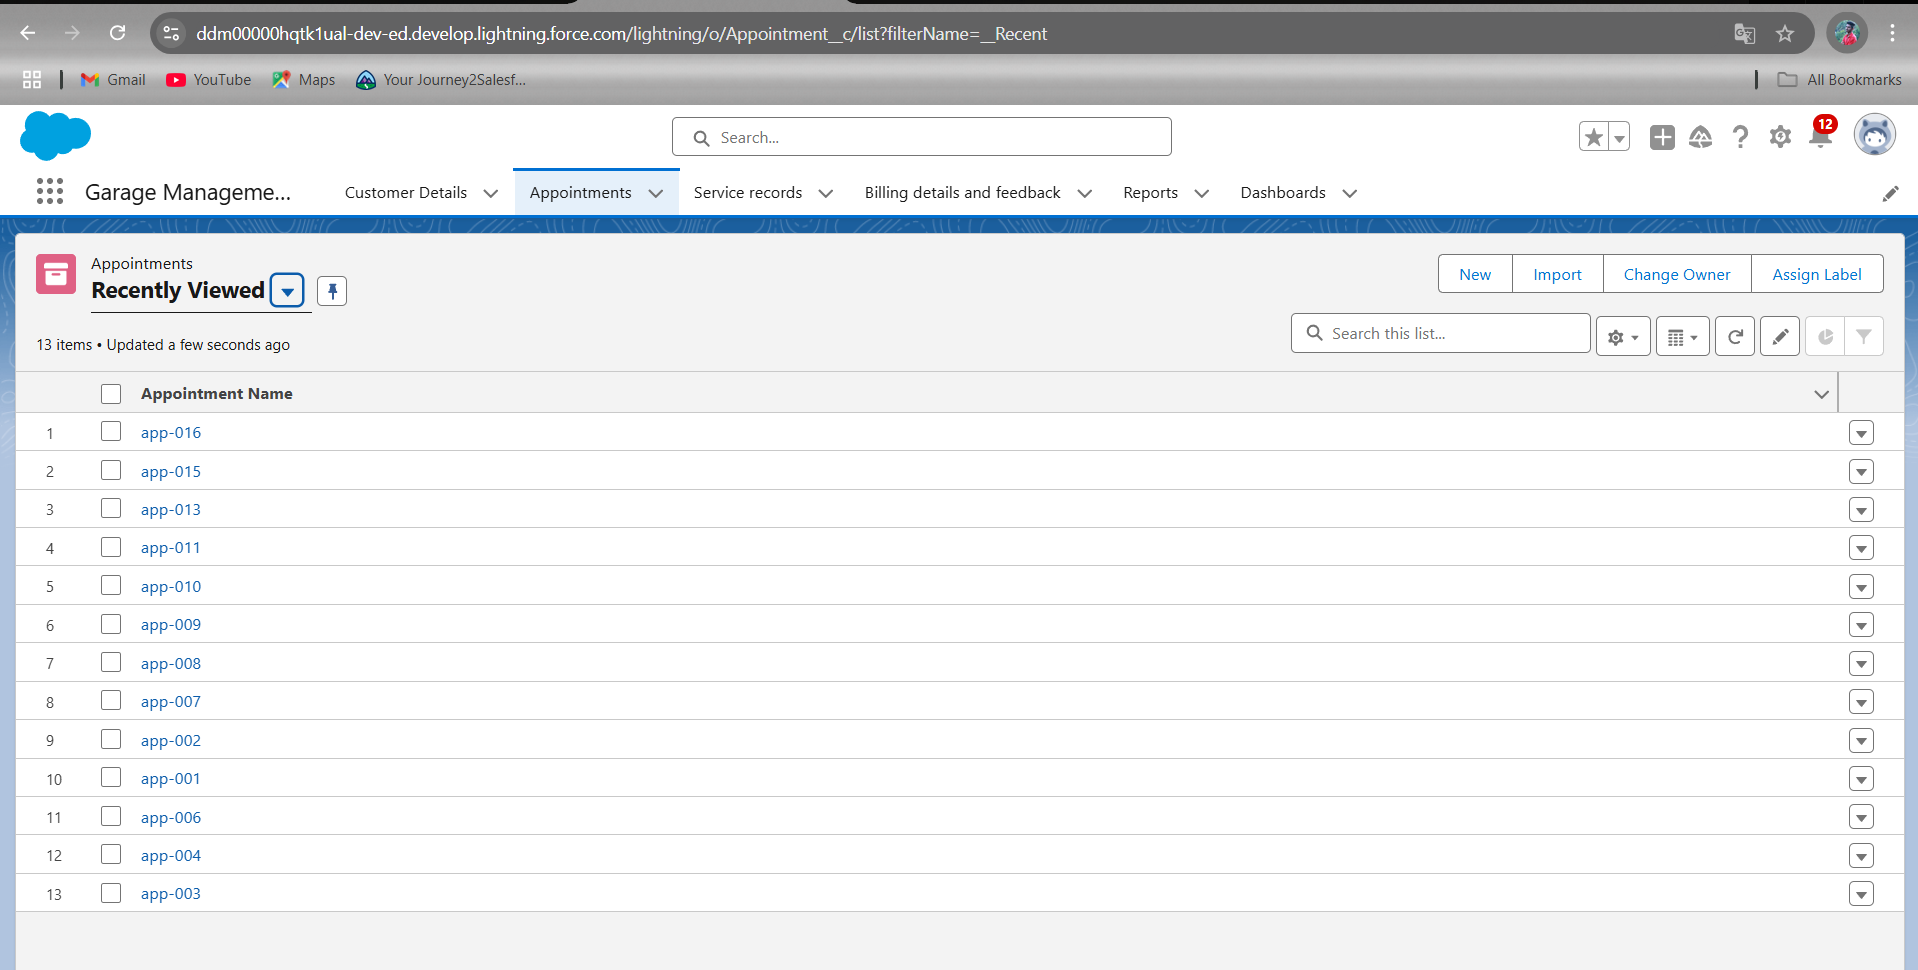 ddm00000hqtk1ual-dev-ed.develop.lightning.force.com/lightning/o/Appointment__c/list?filterName=__Recent
Gmail YouTube Maps Your Journey2Salesf... All Bookmarks
Search... 12
Garage Manageme... Customer Details Appointments Service records Billing details and feedback Reports Dashboards
Appointments
Recently Viewed
New Import Change Owner Assign Label
13 items • Updated a few seconds ago
Search this list...
Appointment Name
1 app-016
2 app-015
3 app-013
4 app-011
5 app-010
6 app-009
7 app-008
8 app-007
9 app-002
10 app-001
11 app-006
12 app-004
13 app-003